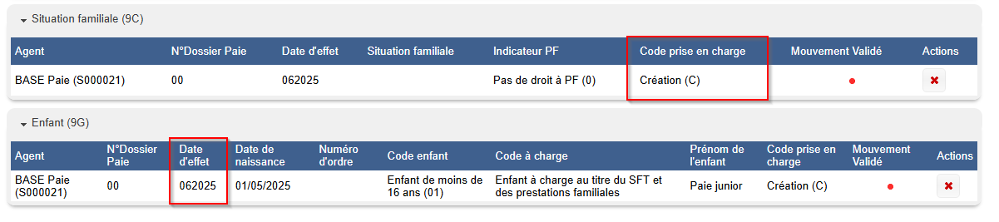 Situation familiale (9C)
Agent N°Dossier Paie Date d'effet Situation familiale Indicateur PF Code prise en charge Mouvement Validé Actions
BASE Paie (S000021) 00 062025 Pas de droit à PF (0) Création (C)
Enfant (9G)
Agent N°Dossier Paie Date d'effet Date de naissance Numéro d'ordre Code enfant Code à charge Prénom de l'enfant Code prise en charge Mouvement Validé Actions
BASE Paie (S000021) 00 062025 01/05/2025 Enfant de moins de 16 ans (01) Enfant à charge au titre du SFT et des prestations familiales Paie junior Création (C)